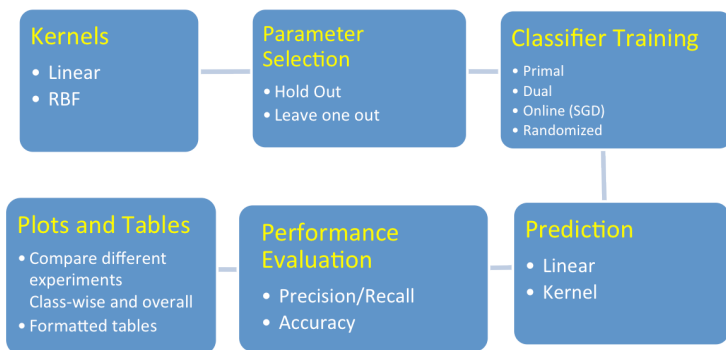 Kernels
• Linear
• RBF
Parameter
Selection
• Hold Out
• Leave one out
Classifier Training
• Primal
• Dual
• Online (SGD)
• Randomized
Prediction
• Linear
• Kernel
Performance
Evaluation
• Precision/Recall
• Accuracy
Plots and Tables
• Compare different
experiments
Class-wise and overall
• Formatted tables